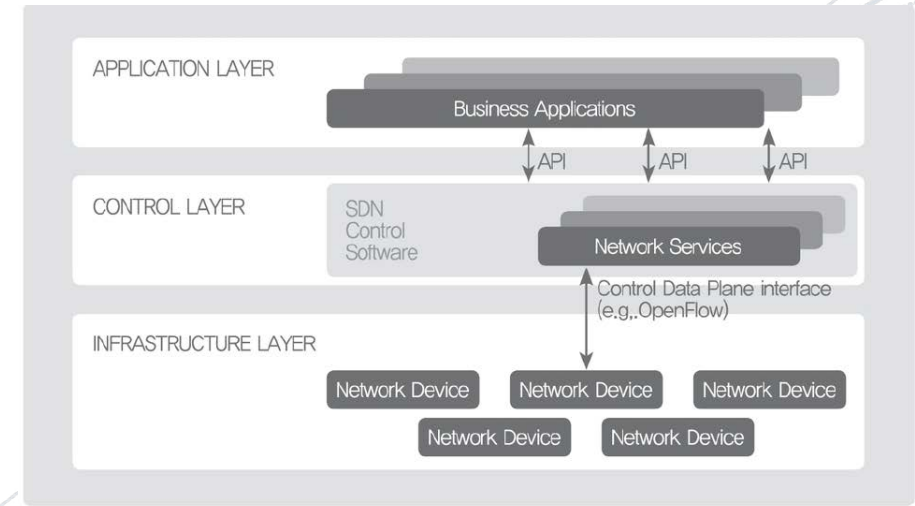 APPLICATION LAYER
Business Applications
API
API
API
CONTROL LAYER
SDN
Control
Software
Network Services
Control Data Plane interface
(e.g,.OpenFlow)
INFRASTRUCTURE LAYER
Network Device
Network Device
Network Device
Network Device
Network Device